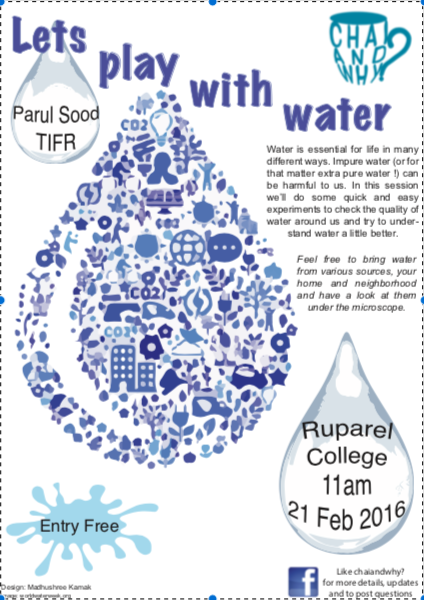 Lets
play
with
water
CHAI
AND
WHY
Parul Sood
TIFR
Water is essential for life in many
different ways. Impure water (or for
that matter extra pure water !) can
be harmful to us. In this session
we'll do some quick and easy
experiments to check the quality of
water around us and try to under-
stand water a little better.
Feel free to bring water
from various sources, your
home and neighborhood
and have a look at them
under the microscope.
CO2
CO2
CO3
Ruparel
College
11am
21 Feb 2016
Entry Free
Design: Madhushree Kamak
Like chaiandwhy?
for more details, updates
and to post questions
f